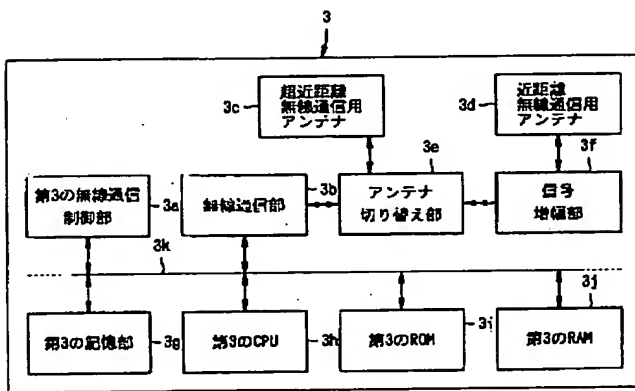 3
超近距離
無線通信用
アンテナ
3c
近距離
無線通信用
アンテナ
3d
第3の無線通信
制御部
3a
無線通信部
3b
アンテナ
切り替え部
3e
信号
増幅部
3f
3k
第3の記憶部
3g
第3のCPU
3h
第3のROM
3i
第3のRAM
3j